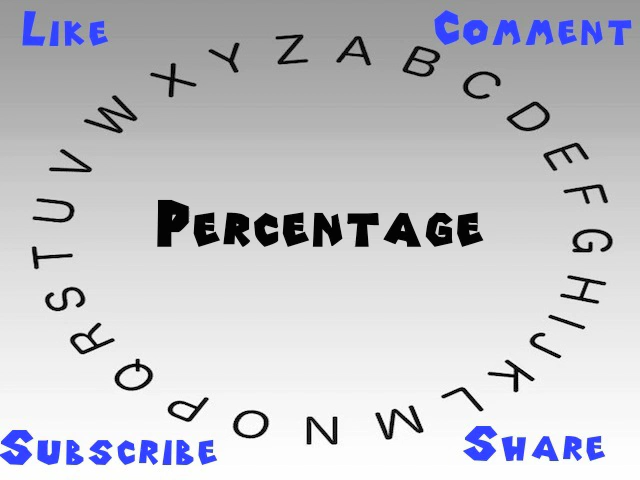 Like
Comment
A B C D E F G H I J K L M N O P Q R S T U V W X Y Z
Percentage
Subscribe
Share